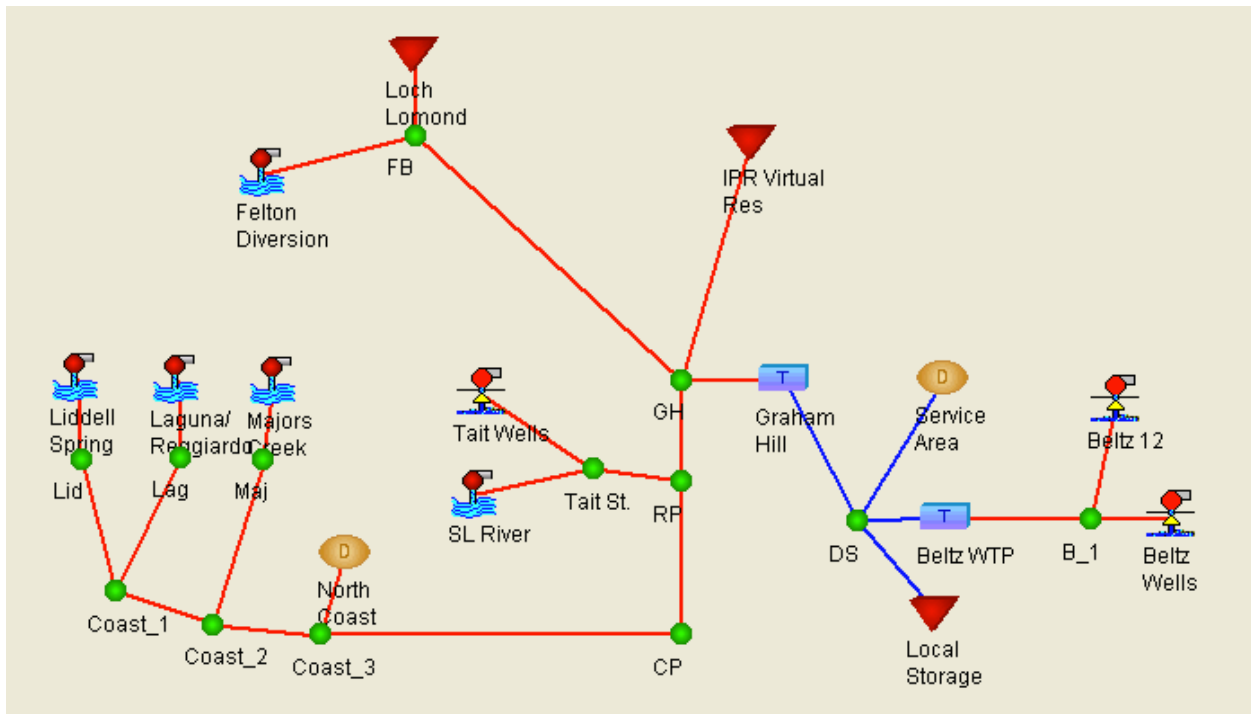 Loch
Lomond
FB
IPR Virtual
Res
Felton
Diversion
Liddell
Spring
Laguna/
Reggiardo
Majors
Creek
Tait Wells
GH
T
Graham
Hill
D
Service
Area
Beltz 12
Lid
Lag
Maj
SL River
Tait St.
RP
DS
T
Beltz WTP
B_1
Beltz
Wells
D
North
Coast
Coast_1
Coast_2
Coast_3
CP
Local
Storage